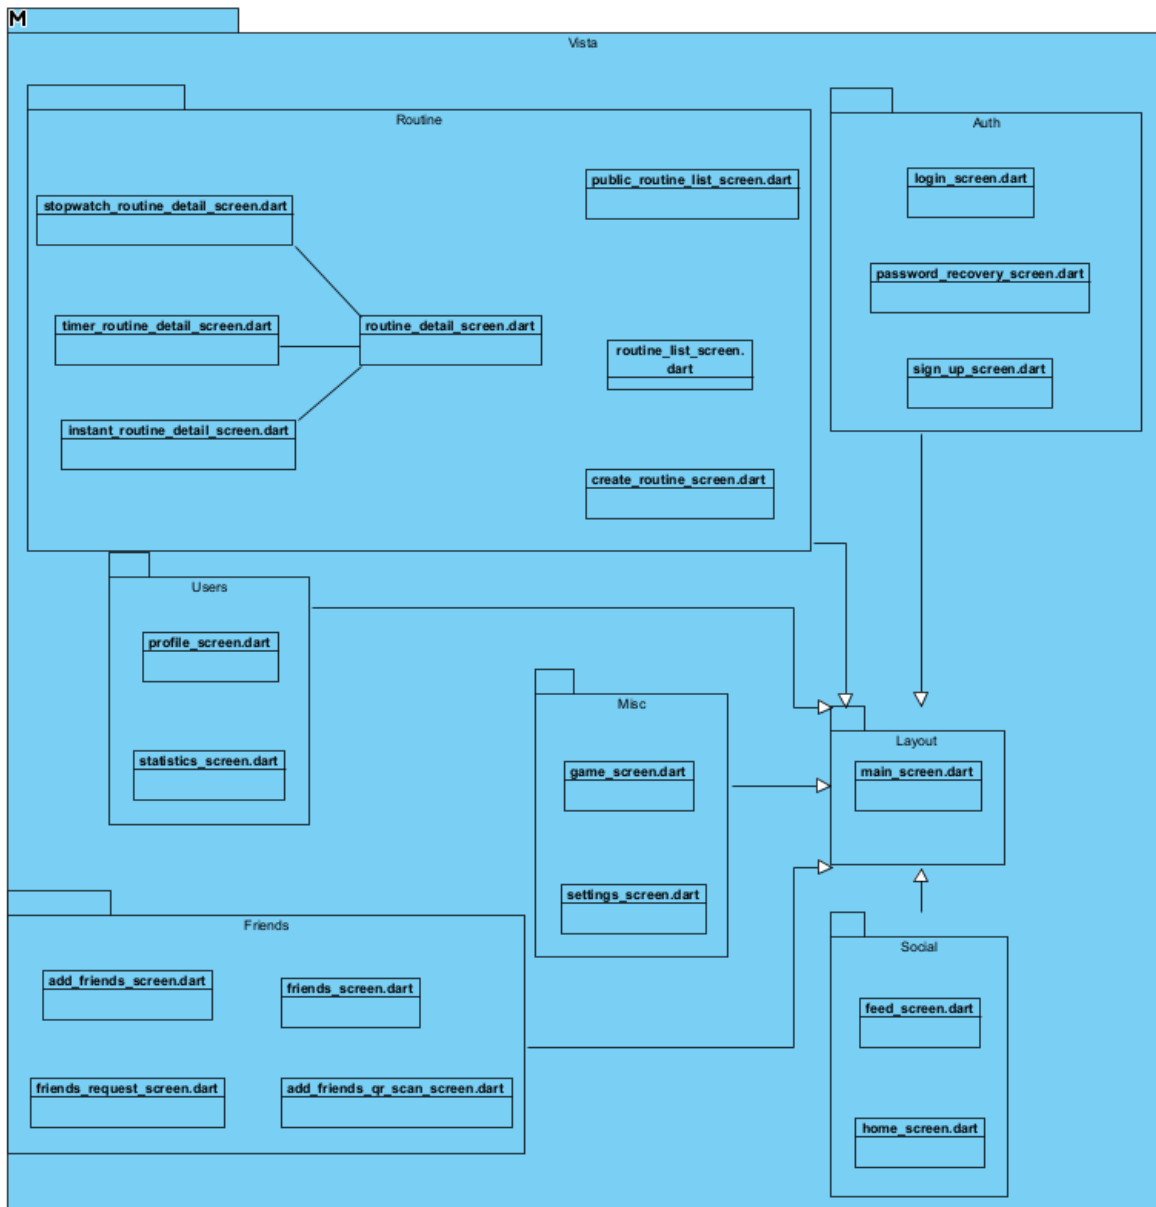 M
Vista
Routine
stopwatch_routine_detail_screen.dart
timer_routine_detail_screen.dart
instant_routine_detail_screen.dart
routine_detail_screen.dart
public_routine_list_screen.dart
routine_list_screen.
dart
create_routine_screen.dart
Auth
login_screen.dart
password_recovery_screen.dart
sign_up_screen.dart
Users
profile_screen.dart
statistics_screen.dart
Misc
game_screen.dart
settings_screen.dart
Layout
main_screen.dart
Friends
add_friends_screen.dart
friends_screen.dart
friends_request_screen.dart
add_friends_qr_scan_screen.dart
Social
feed_screen.dart
home_screen.dart